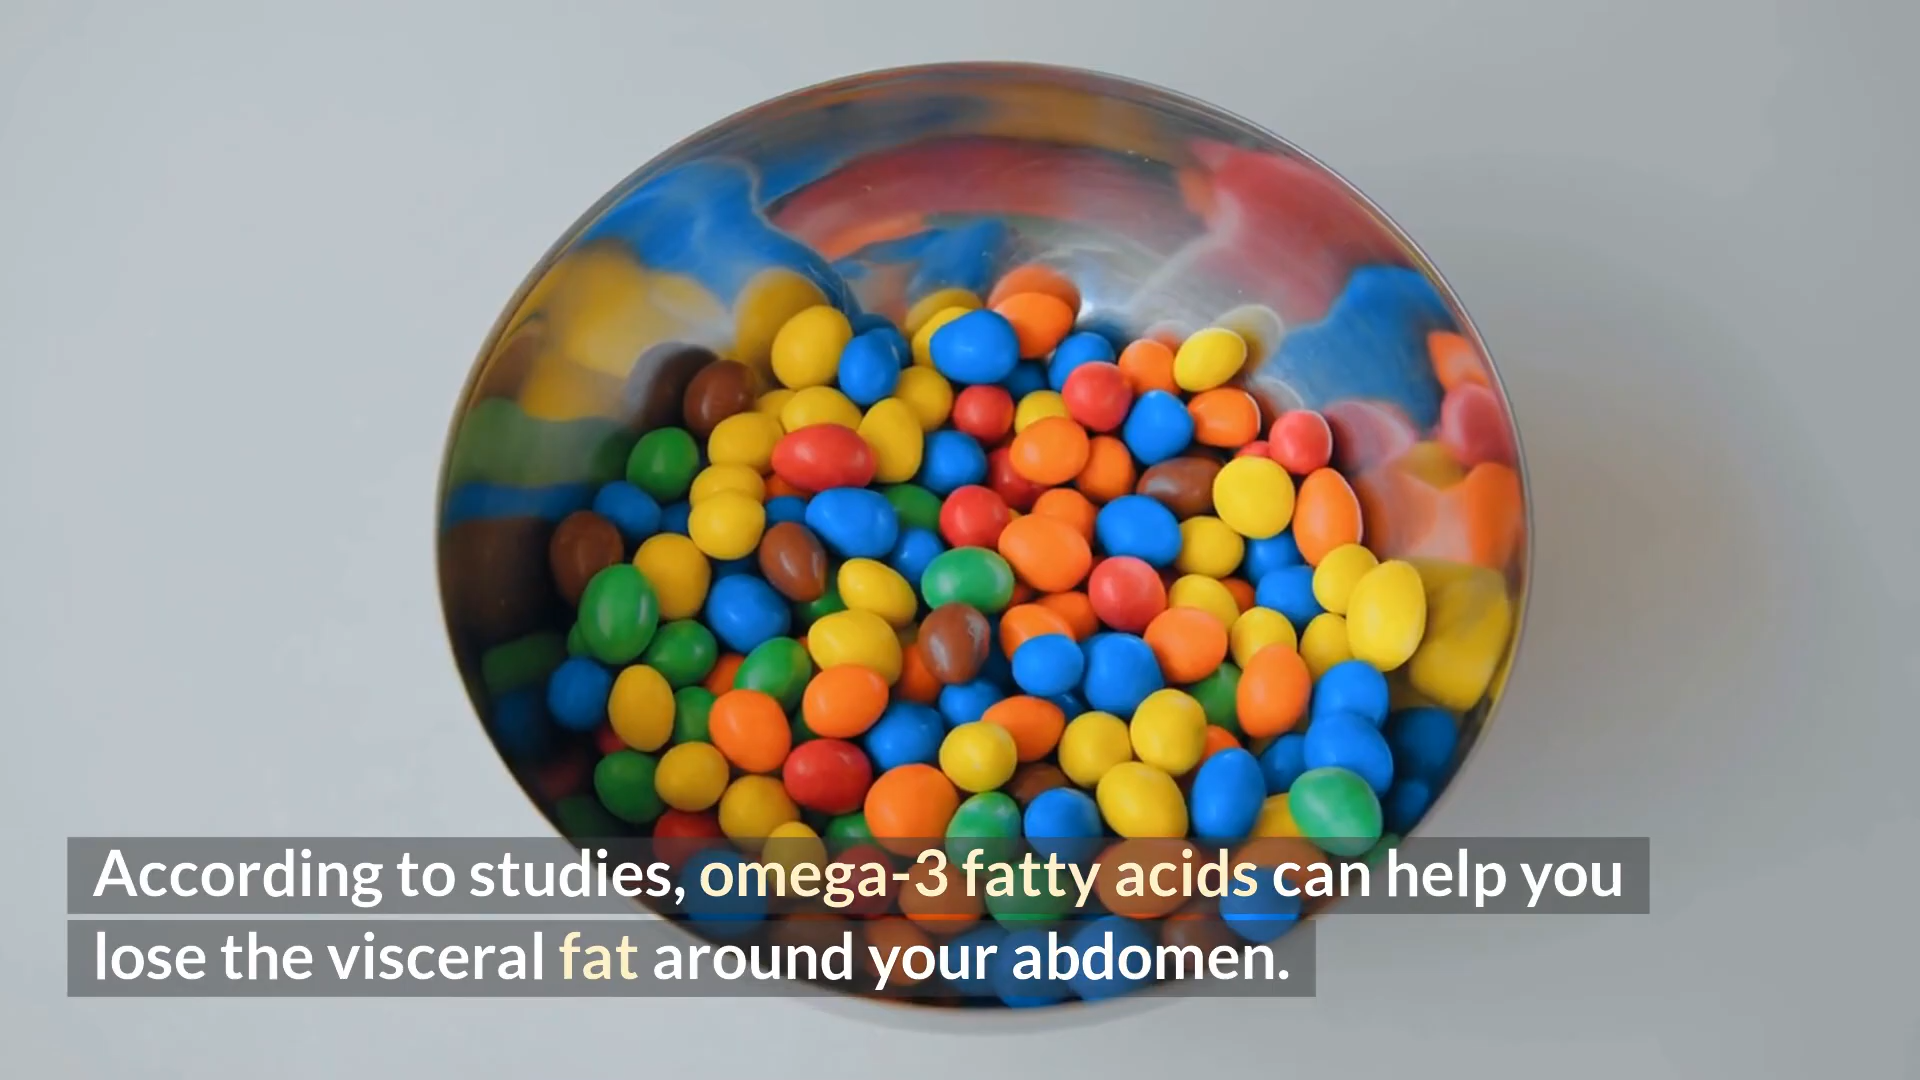 According to studies, omega-3 fatty acids can help you
lose the visceral fat around your abdomen.